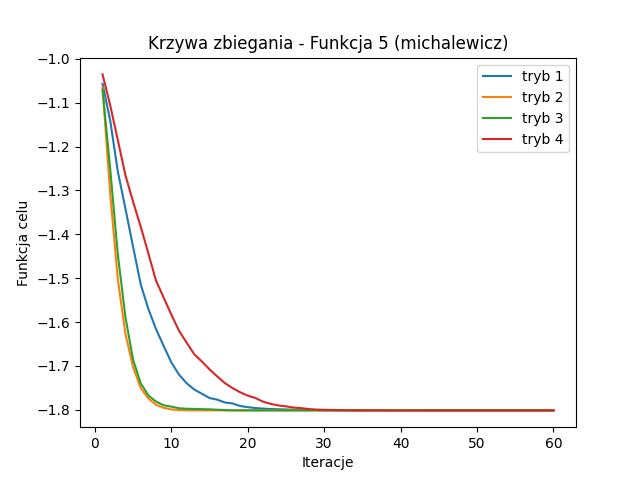 Krzywa zbiegania - Funkcja 5 (michalewicz)
tryb 1
tryb 2
tryb 3
tryb 4
Funkcja celu
−1.0
−1.1
−1.2
−1.3
−1.4
−1.5
−1.6
−1.7
−1.8
0 10 20 30 40 50 60
Iteracje